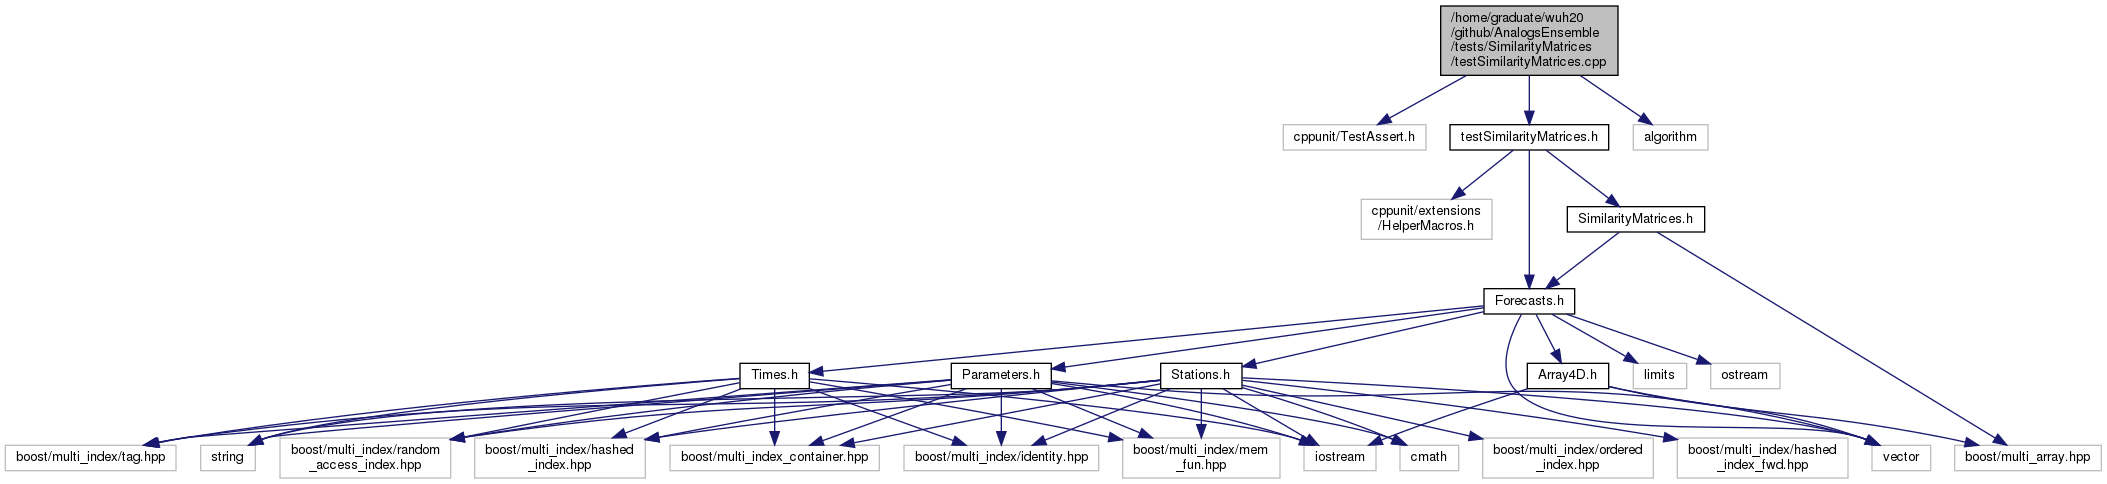 /home/graduate/wuh20
/github/AnalogsEnsemble
/tests/SimilarityMatrices
/testSimilarityMatrices.cpp
cppunit/TestAssert.h
testSimilarityMatrices.h
algorithm
cppunit/extensions
/HelperMacros.h
SimilarityMatrices.h
Forecasts.h
Times.h
Parameters.h
Stations.h
Array4D.h
limits
ostream
boost/multi_index/tag.hpp
string
boost/multi_index/random
_access_index.hpp
boost/multi_index/hashed
_index.hpp
boost/multi_index_container.hpp
boost/multi_index/identity.hpp
boost/multi_index/mem
_fun.hpp
iostream
cmath
boost/multi_index/ordered
_index.hpp
boost/multi_index/hashed
_index_fwd.hpp
vector
boost/multi_array.hpp